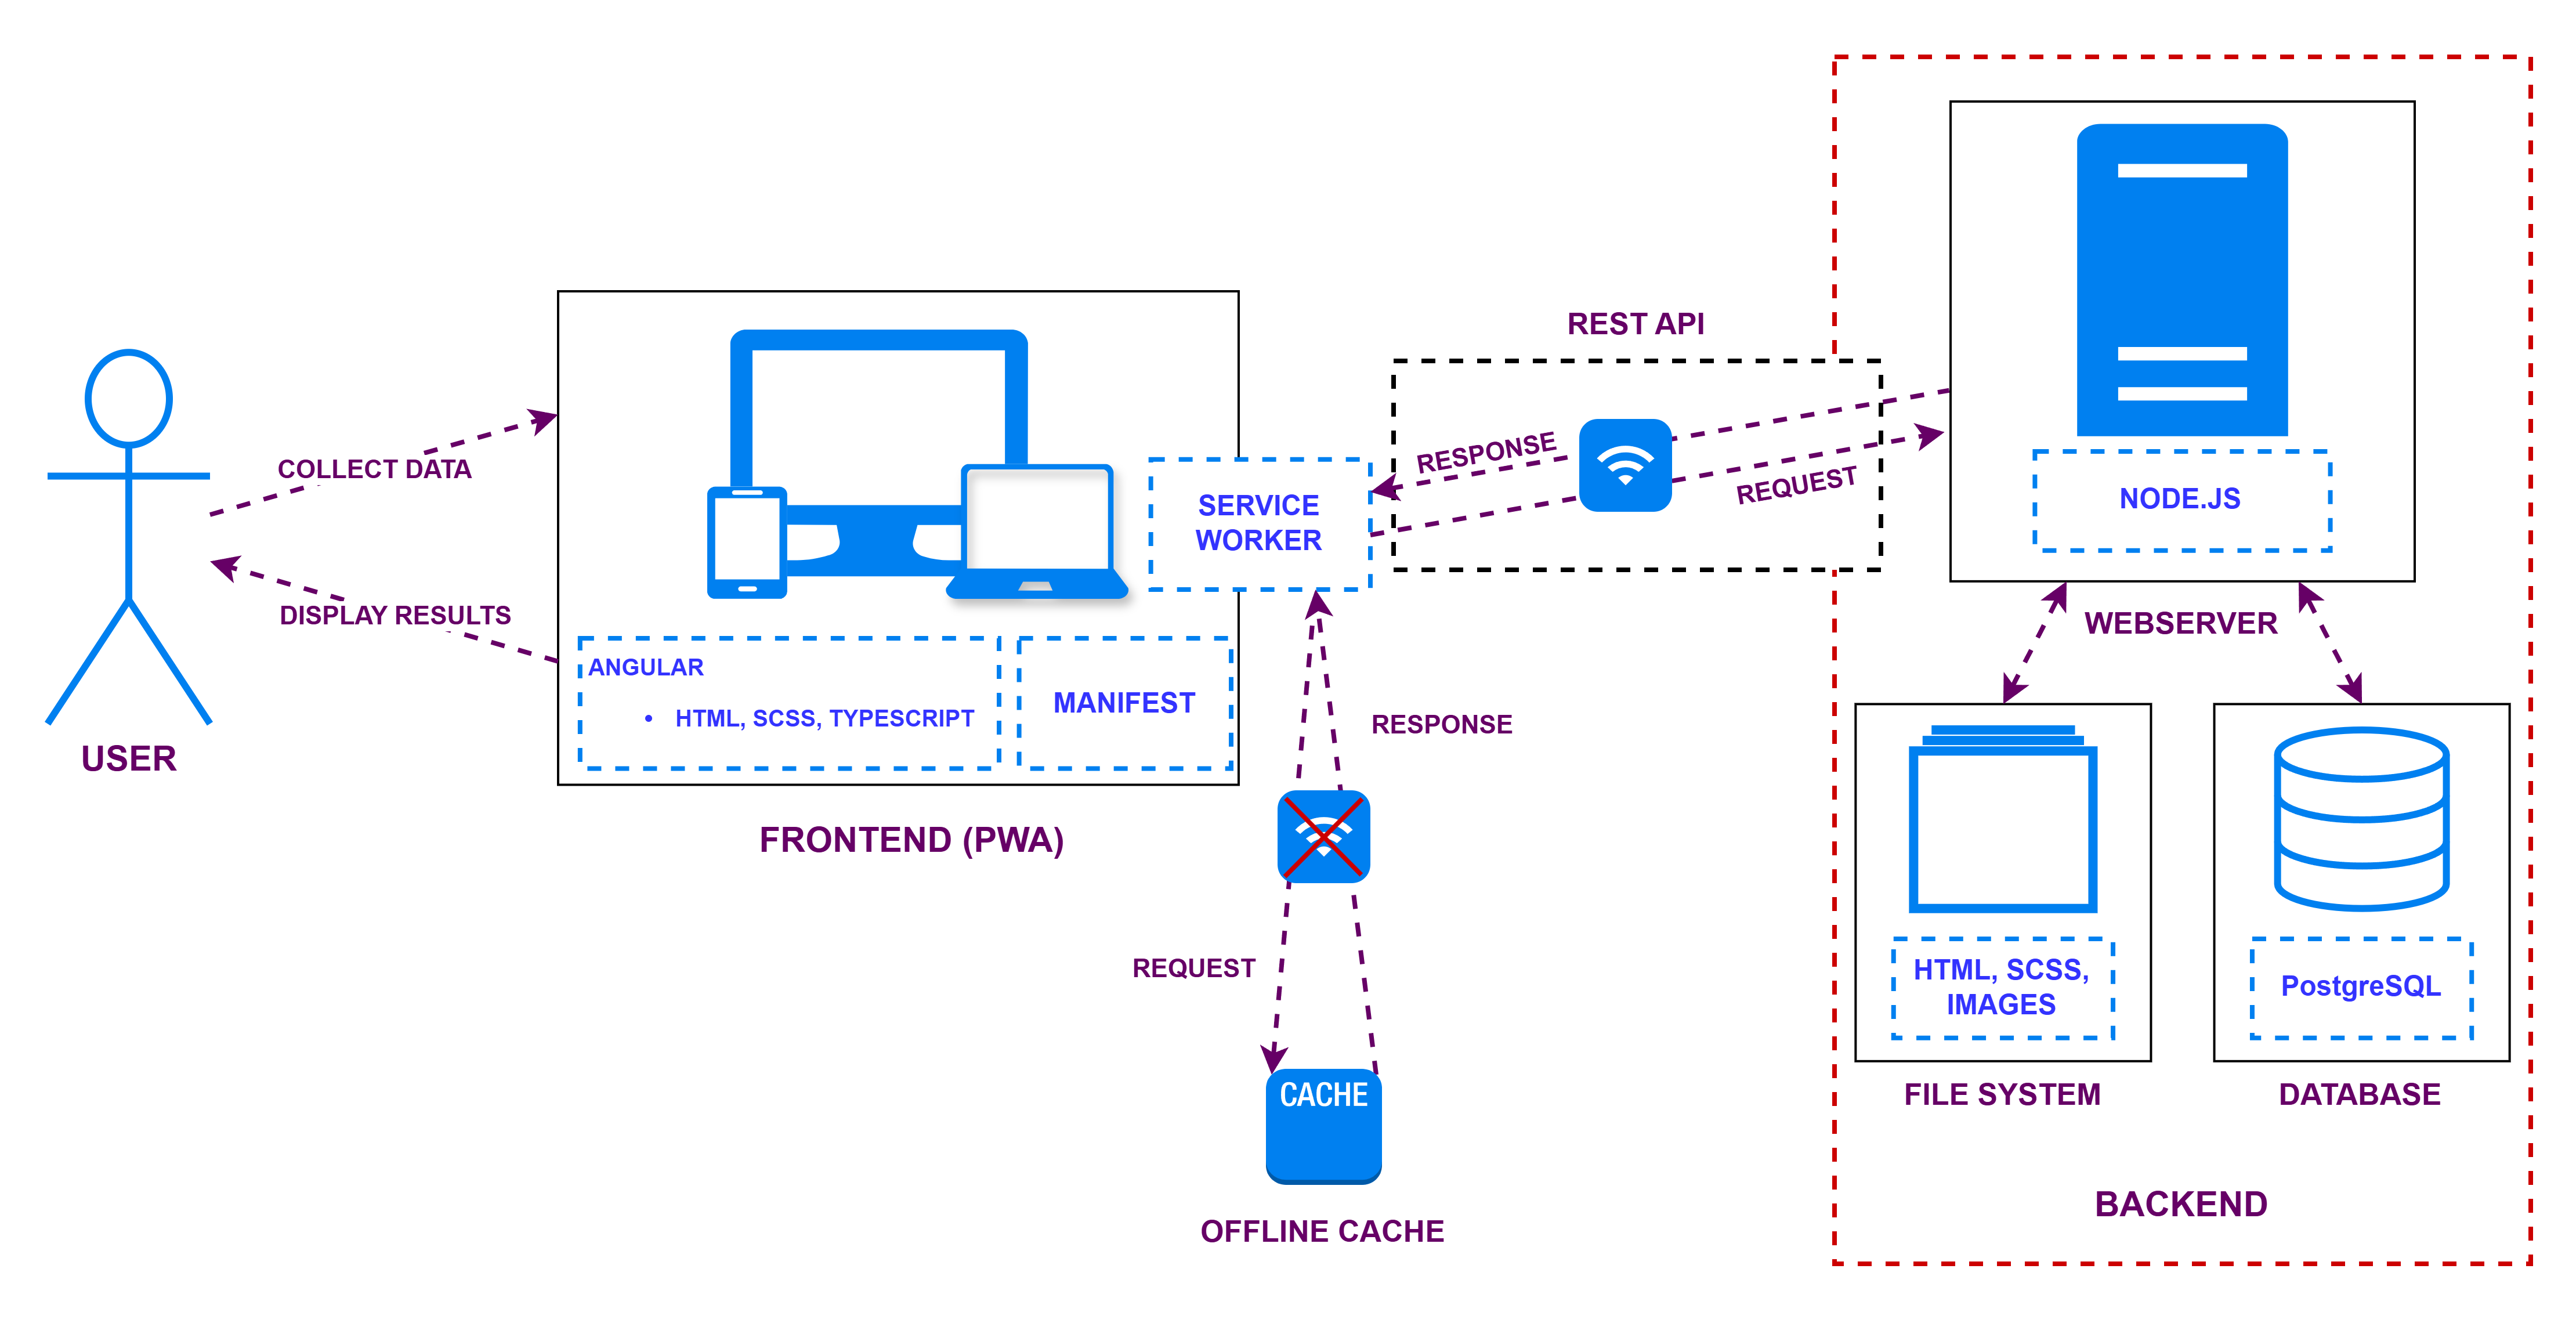 USER
COLLECT DATA
DISPLAY RESULTS
ANGULAR
• HTML, SCSS, TYPESCRIPT
MANIFEST
SERVICE
WORKER
FRONTEND (PWA)
REST API
RESPONSE
REQUEST
RESPONSE
REQUEST
CACHE
OFFLINE CACHE
NODE.JS
WEBSERVER
HTML, SCSS,
IMAGES
FILE SYSTEM
PostgreSQL
DATABASE
BACKEND